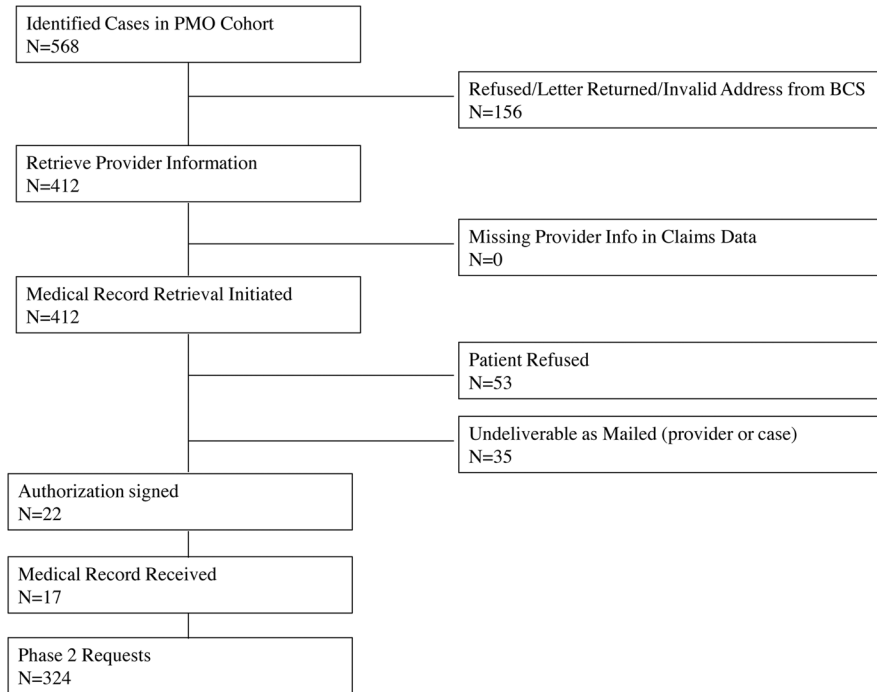 Identified Cases in PMO Cohort
N=568
Refused/Letter Returned/Invalid Address from BCS
N=156
Retrieve Provider Information
N=412
Missing Provider Info in Claims Data
N=0
Medical Record Retrieval Initiated
N=412
Patient Refused
N=53
Undeliverable as Mailed (provider or case)
N=35
Authorization signed
N=22
Medical Record Received
N=17
Phase 2 Requests
N=324